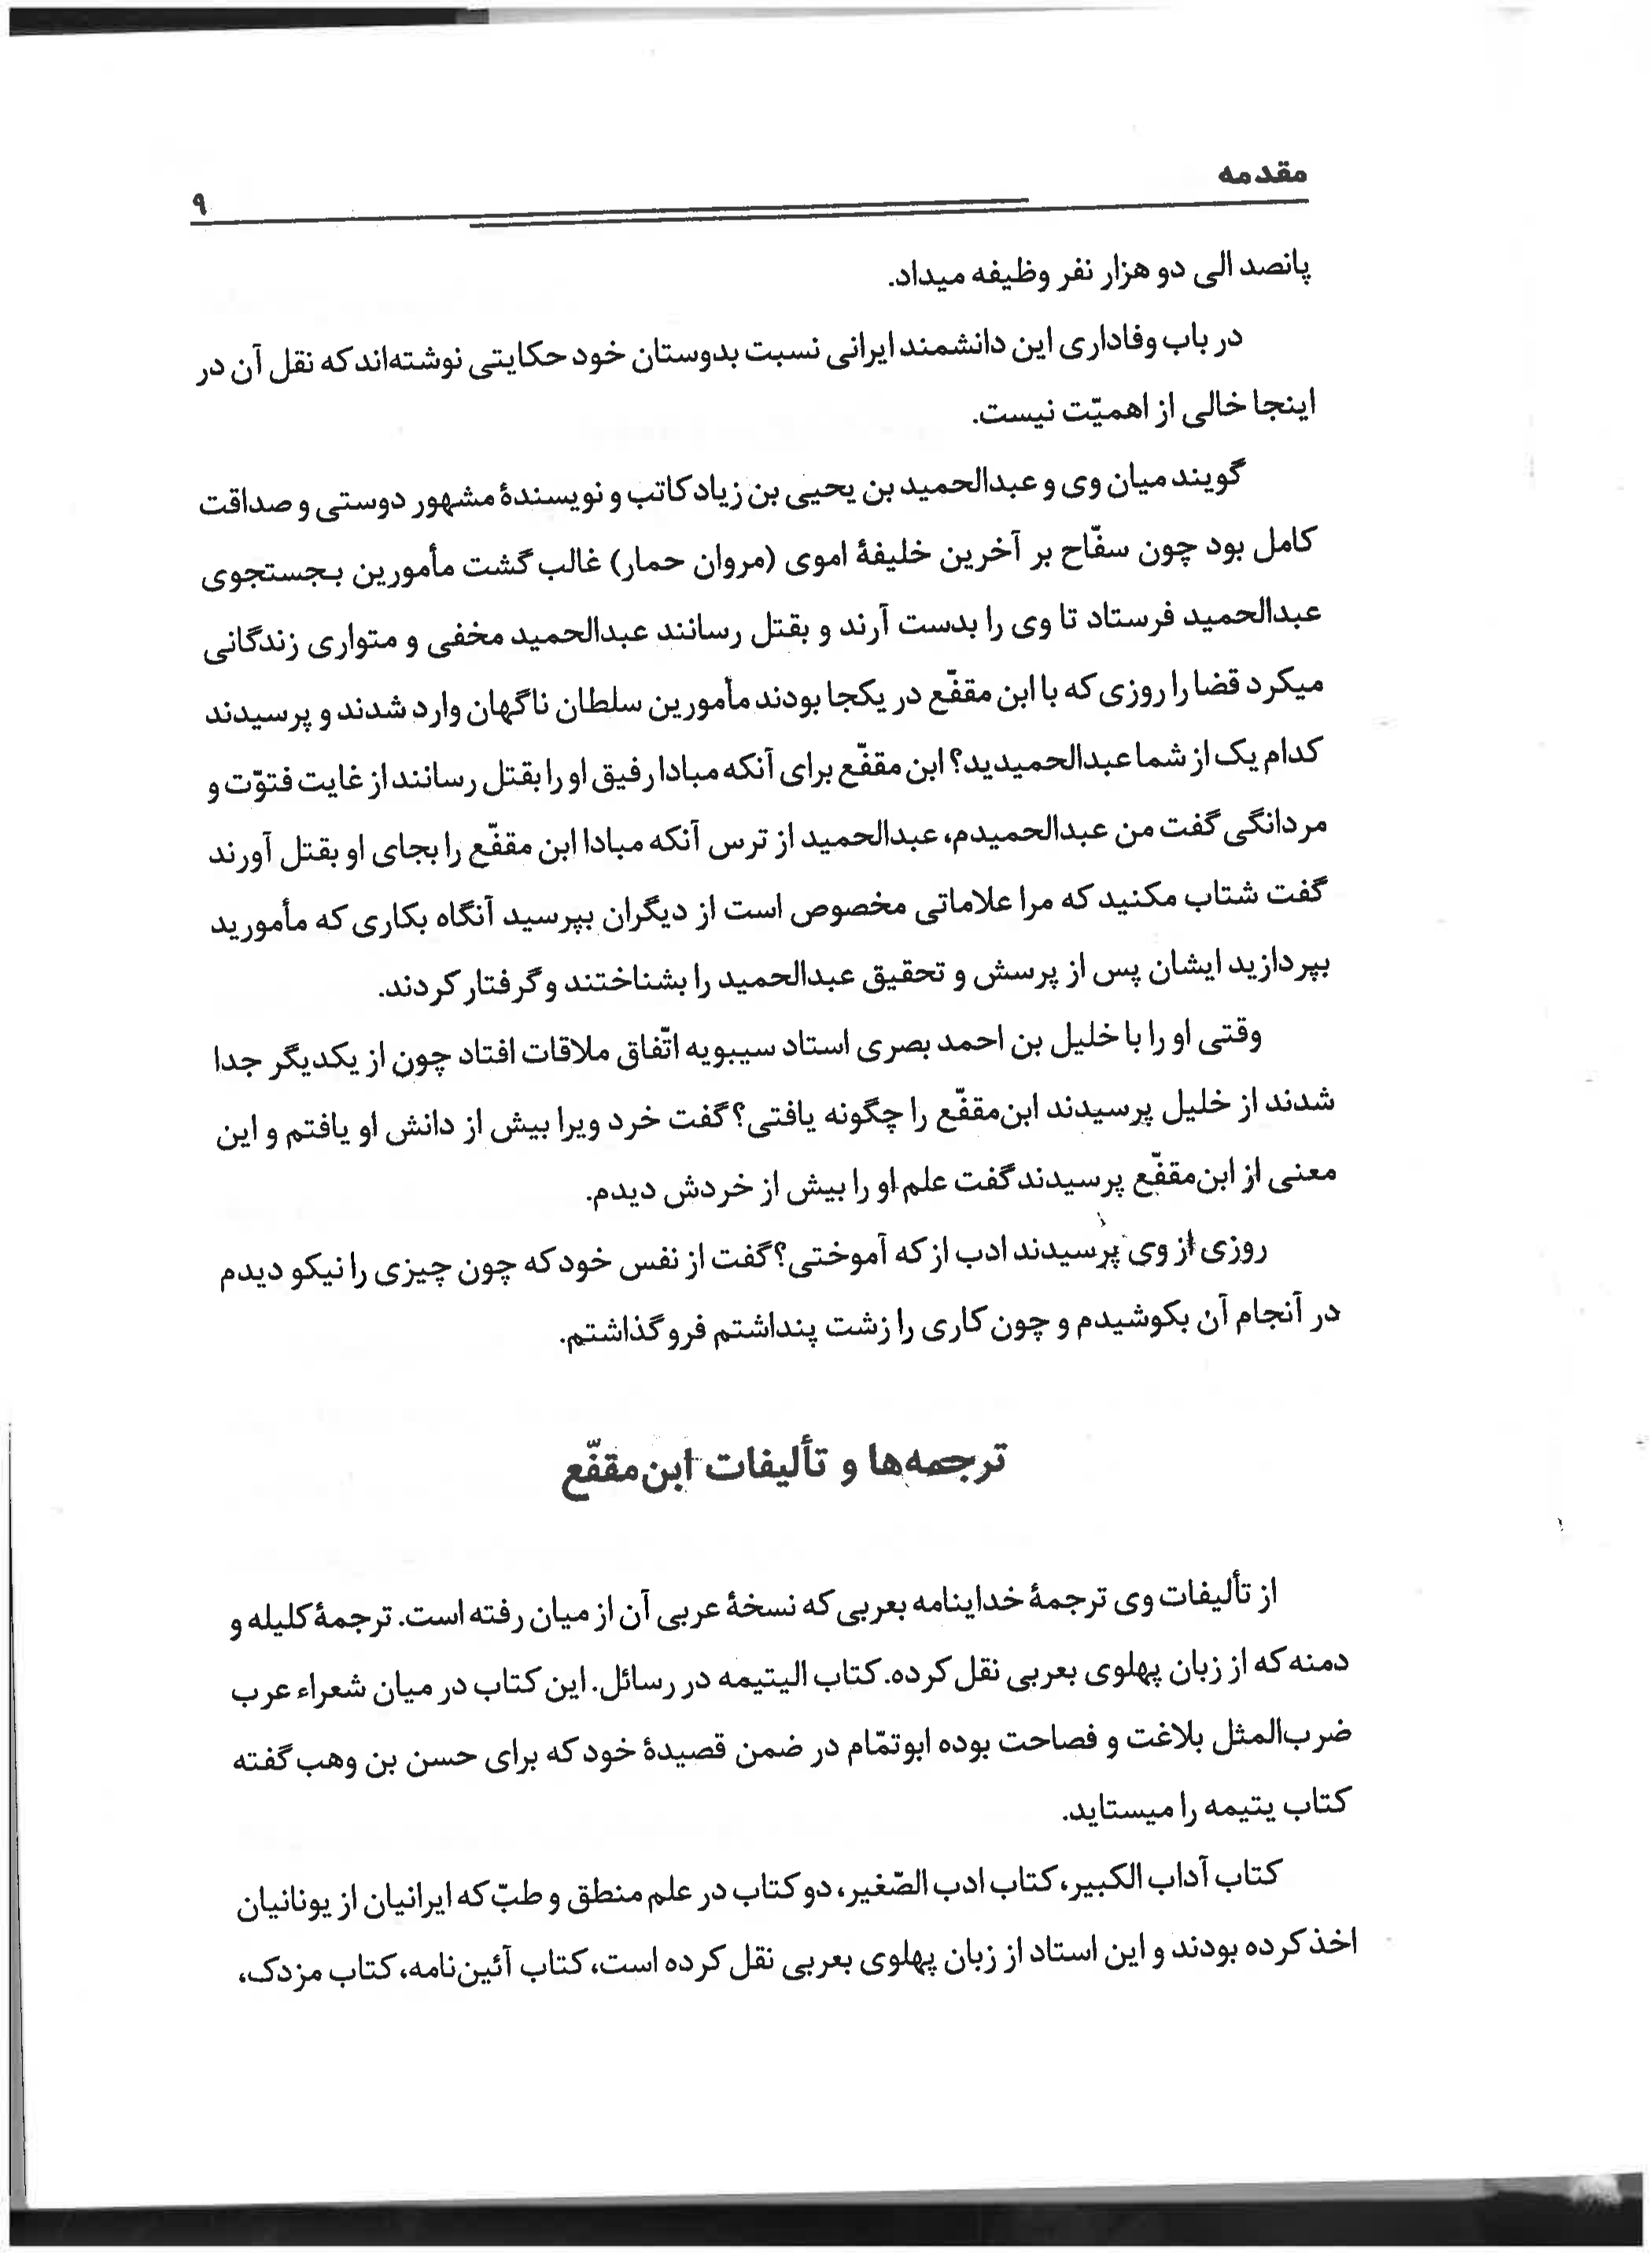 مقدمه
۹
پانصد الی دو هزار نفر وظیفه میداد.
در باب وفاداری این دانشمند ایرانی نسبت بدوستان خود حکایتی نوشته‌اند که نقل آن در
اینجا خالی از اهمیّت نیست.
گویند میان وی و عبدالحمید بن یحیی بن زیاد کاتب و نویسندهٔ مشهور دوستی و صداقت
کامل بود چون سفّاح بر آخرین خلیفهٔ اموی (مروان حمار) غالب گشت مأمورین بجستجوی
عبدالحمید فرستاد تا وی را بدست آرند و بقتل رسانند عبدالحمید مخفی و متواری زندگانی
میکرد قضا را روزی که با ابن مقفّع در یکجا بودند مأمورین سلطان ناگهان وارد شدند و پرسیدند
کدام یک از شما عبدالحمیدید؟ ابن مقفّع برای آنکه مبادا رفیق او را بقتل رسانند از غایت فتوّت و
مردانگی گفت من عبدالحمیدم، عبدالحمید از ترس آنکه مبادا ابن مقفّع را بجای او بقتل آورند
گفت شتاب مکنید که مرا علاماتی مخصوص است از دیگران بپرسید آنگاه بکاری که مأمورید
بپردازید ایشان پس از پرسش و تحقیق عبدالحمید را بشناختند و گرفتار کردند.
وقتی او را با خلیل بن احمد بصری استاد سیبویه اتّفاق ملاقات افتاد چون از یکدیگر جدا
شدند از خلیل پرسیدند ابن‌مقفّع را چگونه یافتی؟ گفت خرد ویرا بیش از دانش او یافتم و این
معنی از ابن‌مقفّع پرسیدند گفت علم او را بیش از خردش دیدم.
روزی از وی پرسیدند ادب از که آموختی؟ گفت از نفس خود که چون چیزی را نیکو دیدم
در آنجام آن بکوشیدم و چون کاری را زشت پنداشتم فرو گذاشتم.
ترجمه‌ها و تألیفات ابن‌مقفّع
از تألیفات وی ترجمهٔ خداینامه بعربی که نسخهٔ عربی آن از میان رفته است. ترجمهٔ کلیله و
دمنه که از زبان پهلوی بعربی نقل کرده. کتاب الیتیمه در رسائل. این کتاب در میان شعراء عرب
ضرب‌المثل بلاغت و فصاحت بوده ابوتمّام در ضمن قصیدهٔ خود که برای حسن بن وهب گفته
کتاب یتیمه را میستاید.
کتاب آداب الکبیر، کتاب ادب الصّغیر، دو کتاب در علم منطق و طبّ که ایرانیان از یونانیان
اخذ کرده بودند و این استاد از زبان پهلوی بعربی نقل کرده است، کتاب آئین‌نامه، کتاب مزدک،